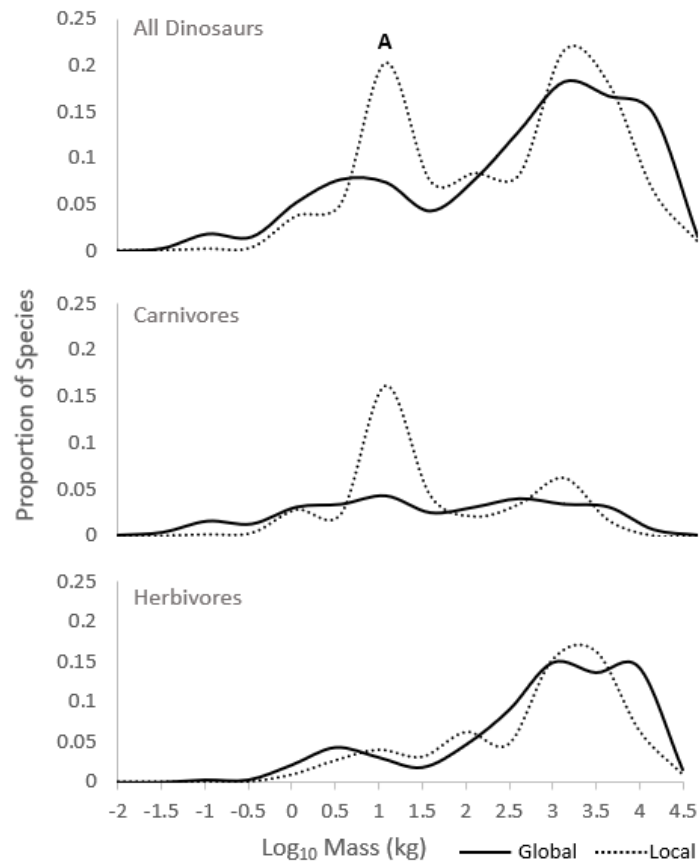 0.25
All Dinosaurs
A
0.2
0.15
0.1
0.05
0
Proportion of Species
0.25
Carnivores
0.2
0.15
0.1
0.05
0
0.25
Herbivores
0.2
0.15
0.1
0.05
0
-2 -1.5 -1 -0.5 0 0.5 1 1.5 2 2.5 3 3.5 4 4.5
Log10 Mass (kg)
Global
Local